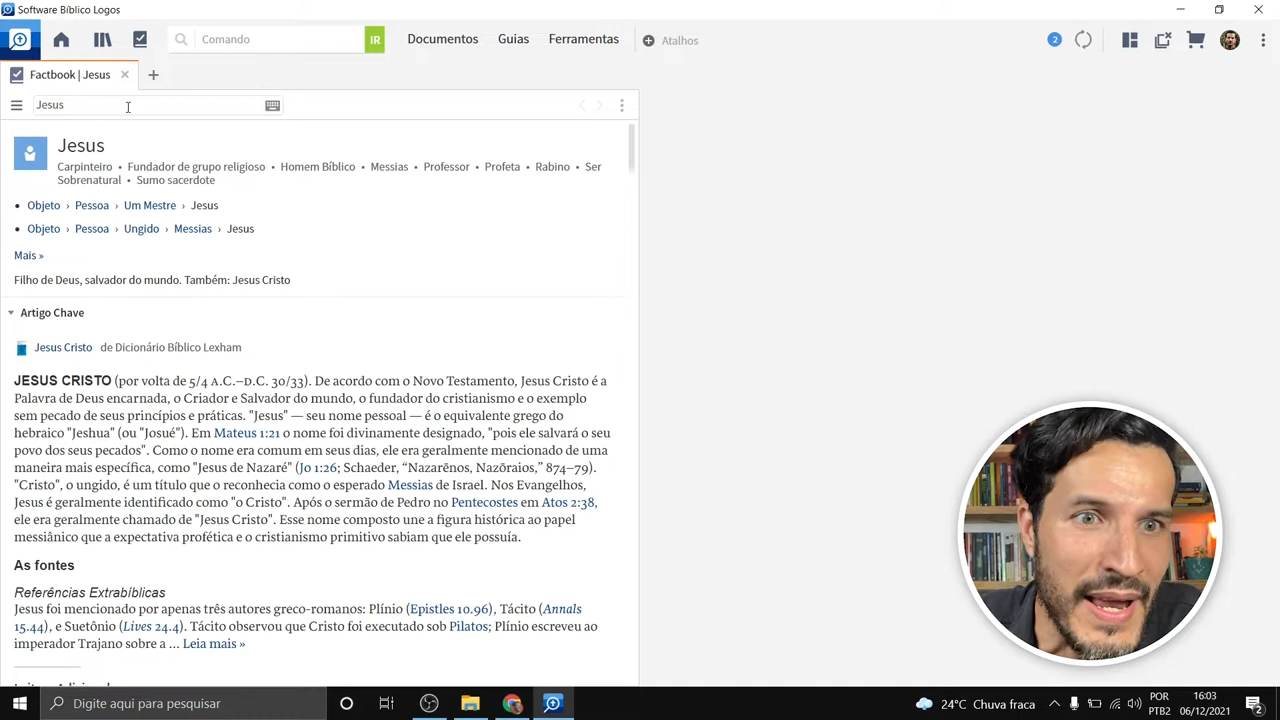 Software Bíblico Logos
Comando
IR
Documentos
Guias
Ferramentas
Atalhos
2
Factbook | Jesus
Jesus
Jesus
Carpinteiro • Fundador de grupo religioso • Homem Bíblico • Messias • Professor • Profeta • Rabino • Ser
Sobrenatural • Sumo sacerdote
• Objeto › Pessoa › Um Mestre › Jesus
• Objeto › Pessoa › Ungido › Messias › Jesus
Mais »
Filho de Deus, salvador do mundo. Também: Jesus Cristo
Artigo Chave
Jesus Cristo de Dicionário Bíblico Lexham
JESUS CRISTO (por volta de 5/4 A.C.–D.C. 30/33). De acordo com o Novo Testamento, Jesus Cristo é a
Palavra de Deus encarnada, o Criador e Salvador do mundo, o fundador do cristianismo e o exemplo
sem pecado de seus princípios e práticas. "Jesus" — seu nome pessoal — é o equivalente grego do
hebraico "Jeshua" (ou "Josué"). Em Mateus 1:21 o nome foi divinamente designado, "pois ele salvará o seu
povo dos seus pecados". Como o nome era comum em seus dias, ele era geralmente mencionado de uma
maneira mais específica, como "Jesus de Nazaré" (Jo 1:26; Schaeder, “Nazarēnos, Nazōraios,” 874–79).
"Cristo", o ungido, é um título que o reconhecia como o esperado Messias de Israel. Nos Evangelhos,
Jesus é geralmente identificado como "o Cristo". Após o sermão de Pedro no Pentecostes em Atos 2:38,
ele era geralmente chamado de "Jesus Cristo". Esse nome composto une a figura histórica ao papel
messiânico que a expectativa profética e o cristianismo primitivo sabiam que ele possuía.
As fontes
Referências Extrabíblicas
Jesus foi mencionado por apenas três autores greco-romanos: Plínio (Epistles 10.96), Tácito (Annals
15.44), e Suetônio (Lives 24.4). Tácito observou que Cristo foi executado sob Pilatos; Plínio escreveu ao
imperador Trajano sobre a ... Leia mais »
Digite aqui para pesquisar
24°C Chuva fraca
POR
PTB2
16:03
06/12/2021
2